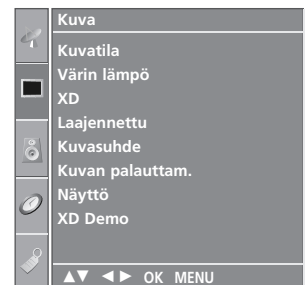 Kuva
Kuvatila
Värin lämpö
XD
Laajennettu
Kuvasuhde
Kuvan palauttam.
Näyttö
XD Demo
▲▼ ◄► OK MENU